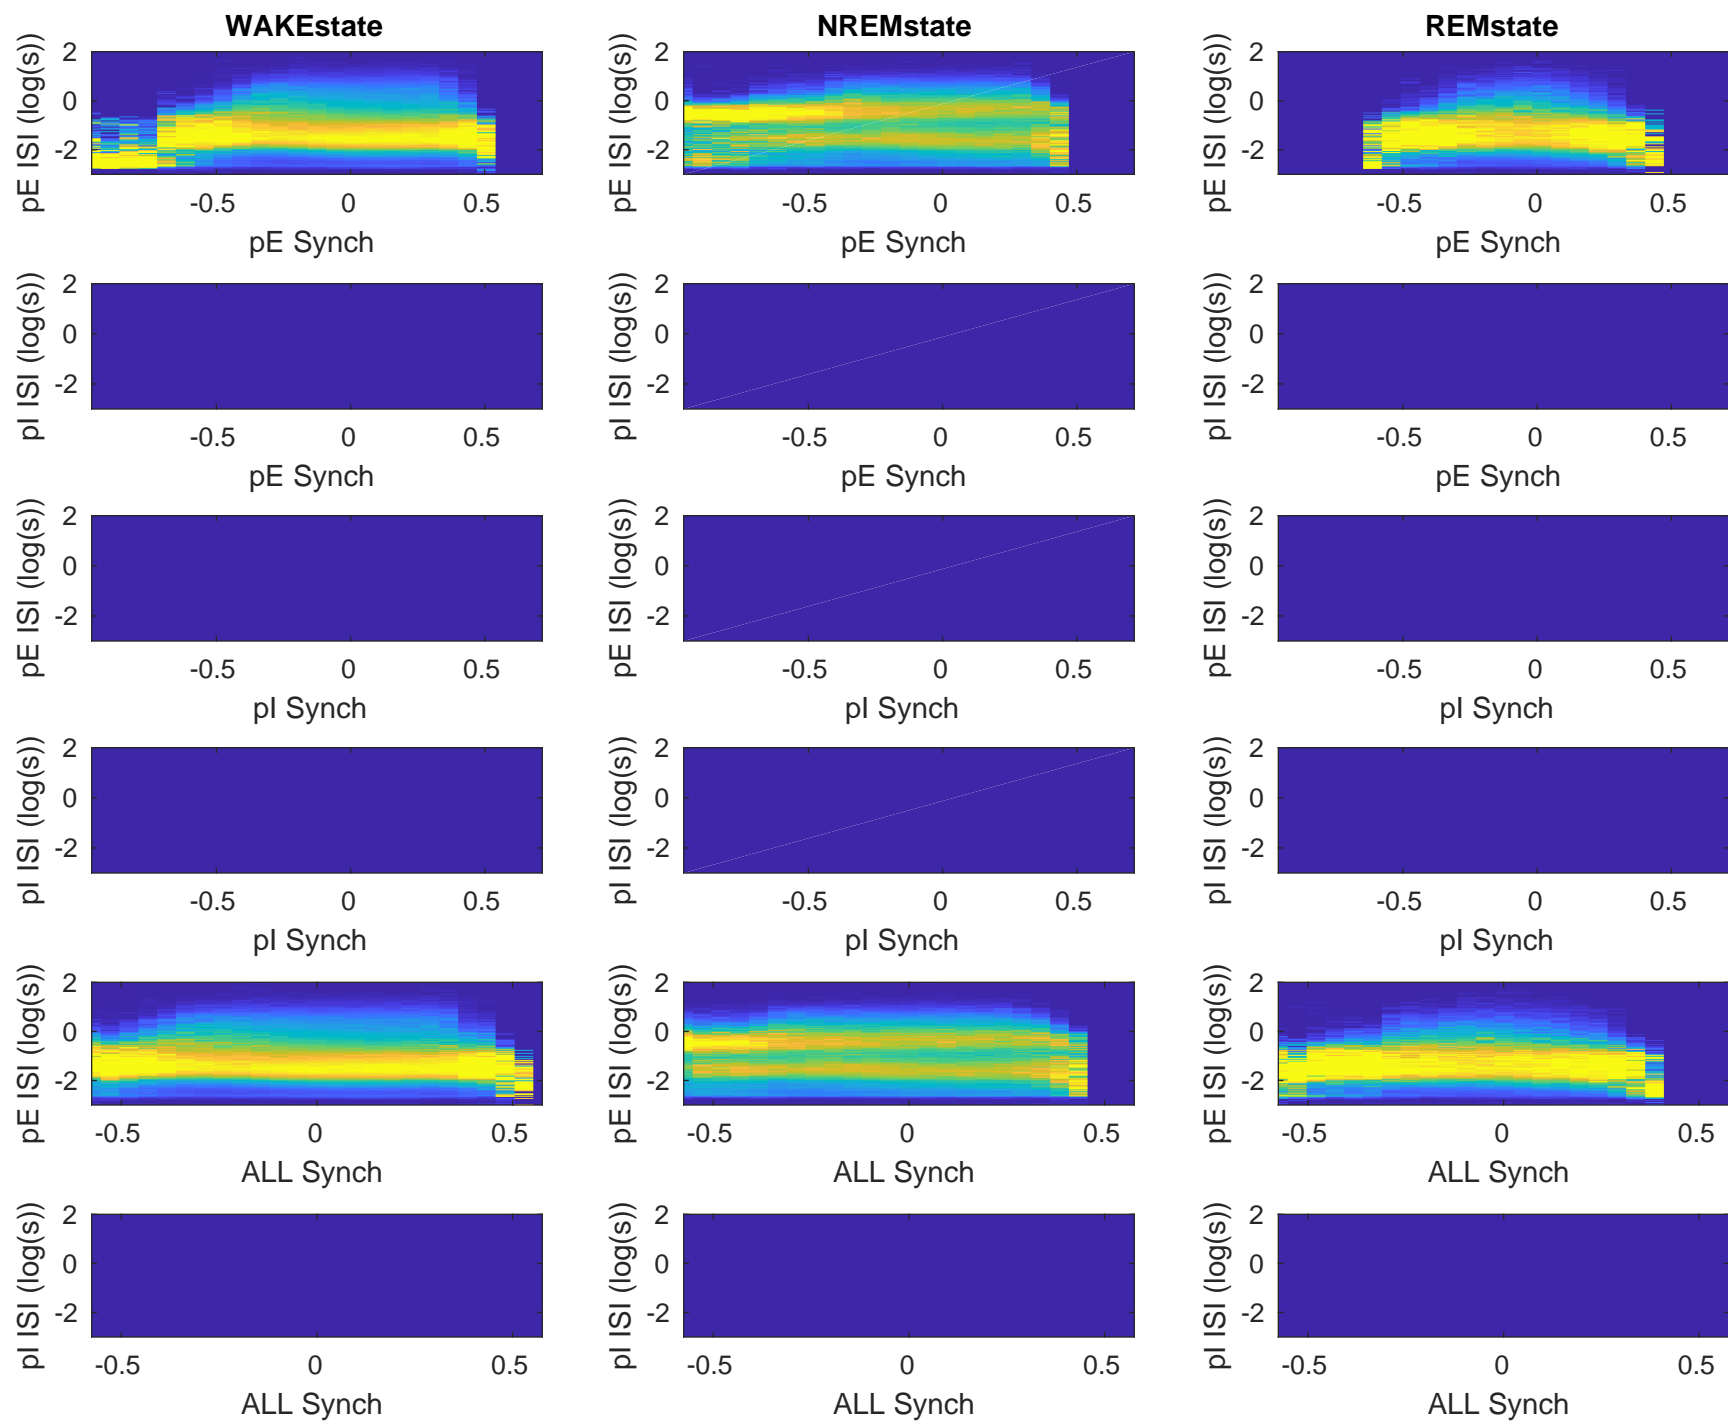 WAKEstate NREMstate REMstate
pE ISI (log(s)) 2 0 -2 pE ISI (log(s)) 2 0 -2 pE ISI (log(s)) 2 0 -2
-0.5 0 0.5 -0.5 0 0.5 -0.5 0 0.5
pE Synch pE Synch pE Synch
pI ISI (log(s)) 2 0 -2 pI ISI (log(s)) 2 0 -2 pI ISI (log(s)) 2 0 -2
-0.5 0 0.5 -0.5 0 0.5 -0.5 0 0.5
pE Synch pE Synch pE Synch
pE ISI (log(s)) 2 0 -2 pE ISI (log(s)) 2 0 -2 pE ISI (log(s)) 2 0 -2
-0.5 0 0.5 -0.5 0 0.5 -0.5 0 0.5
pI Synch pI Synch pI Synch
pI ISI (log(s)) 2 0 -2 pI ISI (log(s)) 2 0 -2 pI ISI (log(s)) 2 0 -2
-0.5 0 0.5 -0.5 0 0.5 -0.5 0 0.5
pI Synch pI Synch pI Synch
pE ISI (log(s)) 2 0 -2 pE ISI (log(s)) 2 0 -2 pE ISI (log(s)) 2 0 -2
-0.5 0 0.5 -0.5 0 0.5 -0.5 0 0.5
ALL Synch ALL Synch ALL Synch
pI ISI (log(s)) 2 0 -2 pI ISI (log(s)) 2 0 -2 pI ISI (log(s)) 2 0 -2
-0.5 0 0.5 -0.5 0 0.5 -0.5 0 0.5
ALL Synch ALL Synch ALL Synch